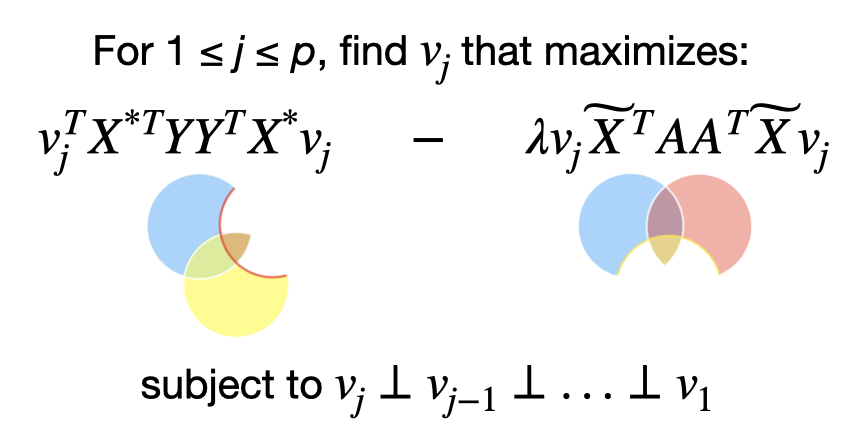 For 1 ≤ j ≤ p, find v_j that maximizes:
v_j^T X^{*T} Y Y^T X^* v_j − λ v_j \widetilde{X}^T A A^T \widetilde{X} v_j
subject to v_j ⊥ v_{j−1} ⊥ . . . ⊥ v_1